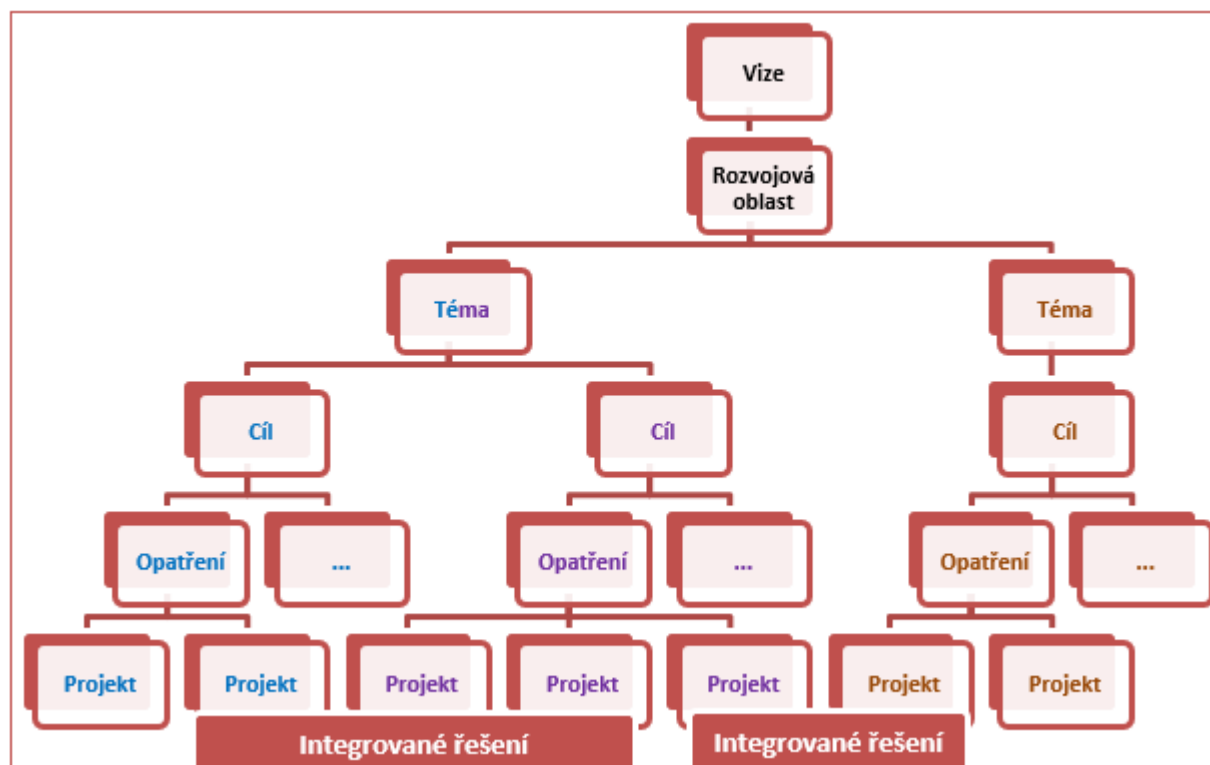 Vize
Rozvojová
oblast
Téma
Téma
Cíl
Cíl
Cíl
Opatření
...
Opatření
...
Opatření
...
Projekt
Projekt
Projekt
Projekt
Projekt
Projekt
Projekt
Integrované řešení
Integrované řešení